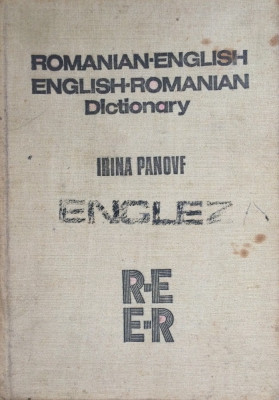 ROMANIAN-ENGLISH
ENGLISH-ROMANIAN
Dictionary
IRINA PANOVF
ENGLEZA
R-E
E-R